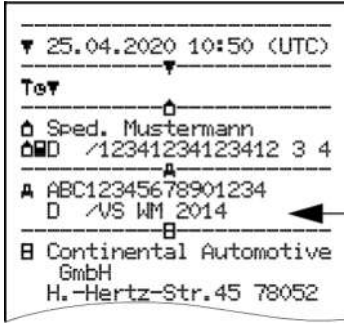 ▼ 25.04.2020 10:50 (UTC)
T⊙▼
Sped. Mustermann
D /12341234123412 3 4
A ABC12345678901234
D /VS WM 2014
B Continental Automotive
GmbH
H.-Hertz-Str.45 78052